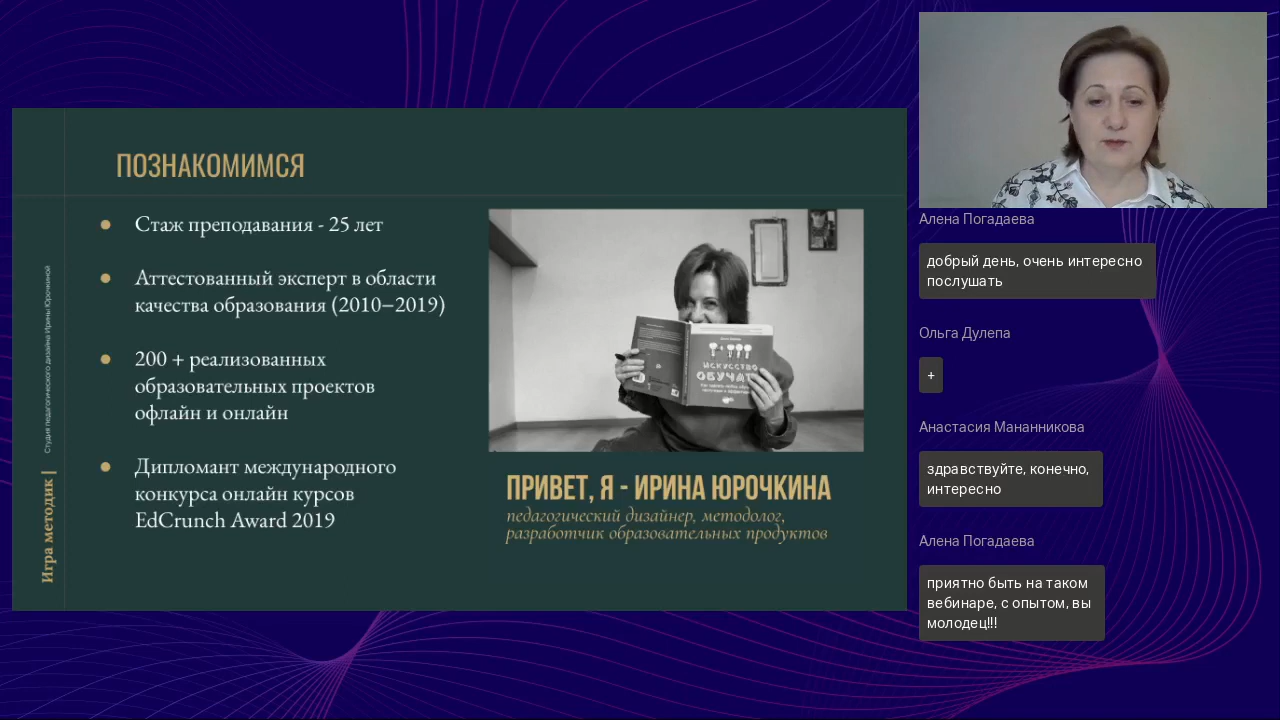 ПОЗНАКОМИМСЯ
Стаж преподавания - 25 лет
Аттестованный эксперт в области
качества образования (2010–2019)
200 + реализованных
образовательных проектов
офлайн и онлайн
Дипломант международного
конкурса онлайн курсов
EdCrunch Award 2019
Игра методик |
Студия педагогического дизайна Ирины Юрочкиной
ИСКУССТВО
ОБУЧАТ
ПРИВЕТ, Я - ИРИНА ЮРОЧКИНА
педагогический дизайнер, методолог,
разработчик образовательных продуктов
Алена Погадаева
добрый день, очень интересно
послушать
Ольга Дулепа
+
Анастасия Мананникова
здравствуйте, конечно,
интересно
Алена Погадаева
приятно быть на таком
вебинаре, с опытом, вы
молодец!!!